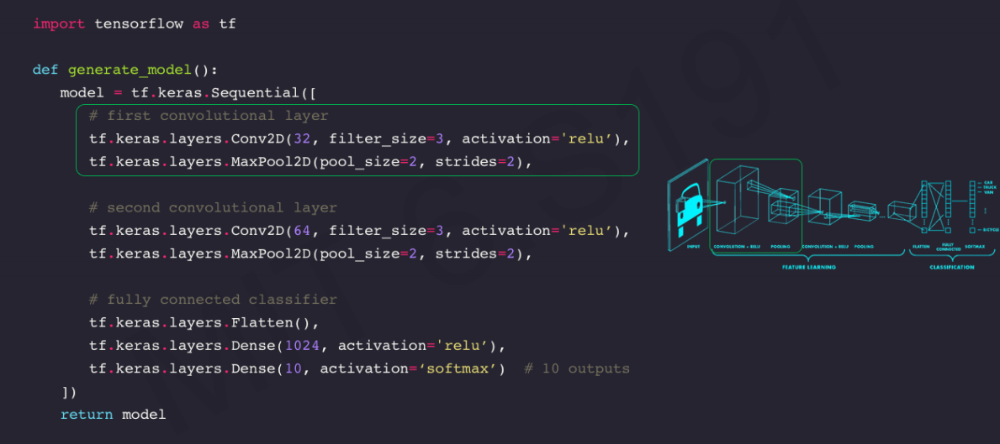 import tensorflow as tf
def generate_model():
model = tf.keras.Sequential([
# first convolutional layer
tf.keras.layers.Conv2D(32, filter_size=3, activation='relu’),
tf.keras.layers.MaxPool2D(pool_size=2, strides=2),
# second convolutional layer
tf.keras.layers.Conv2D(64, filter_size=3, activation='relu’),
tf.keras.layers.MaxPool2D(pool_size=2, strides=2),
# fully connected classifier
tf.keras.layers.Flatten(),
tf.keras.layers.Dense(1024, activation='relu’),
tf.keras.layers.Dense(10, activation=‘softmax’)  # 10 outputs
])
return model
CAR
TRUCK
VAN
BICYCLE
INPUT
CONVOLUTION + RELU
POOLING
CONVOLUTION + RELU
POOLING
FLATTEN
FULLY
CONNECTED
SOFTMAX
FEATURE LEARNING
CLASSIFICATION